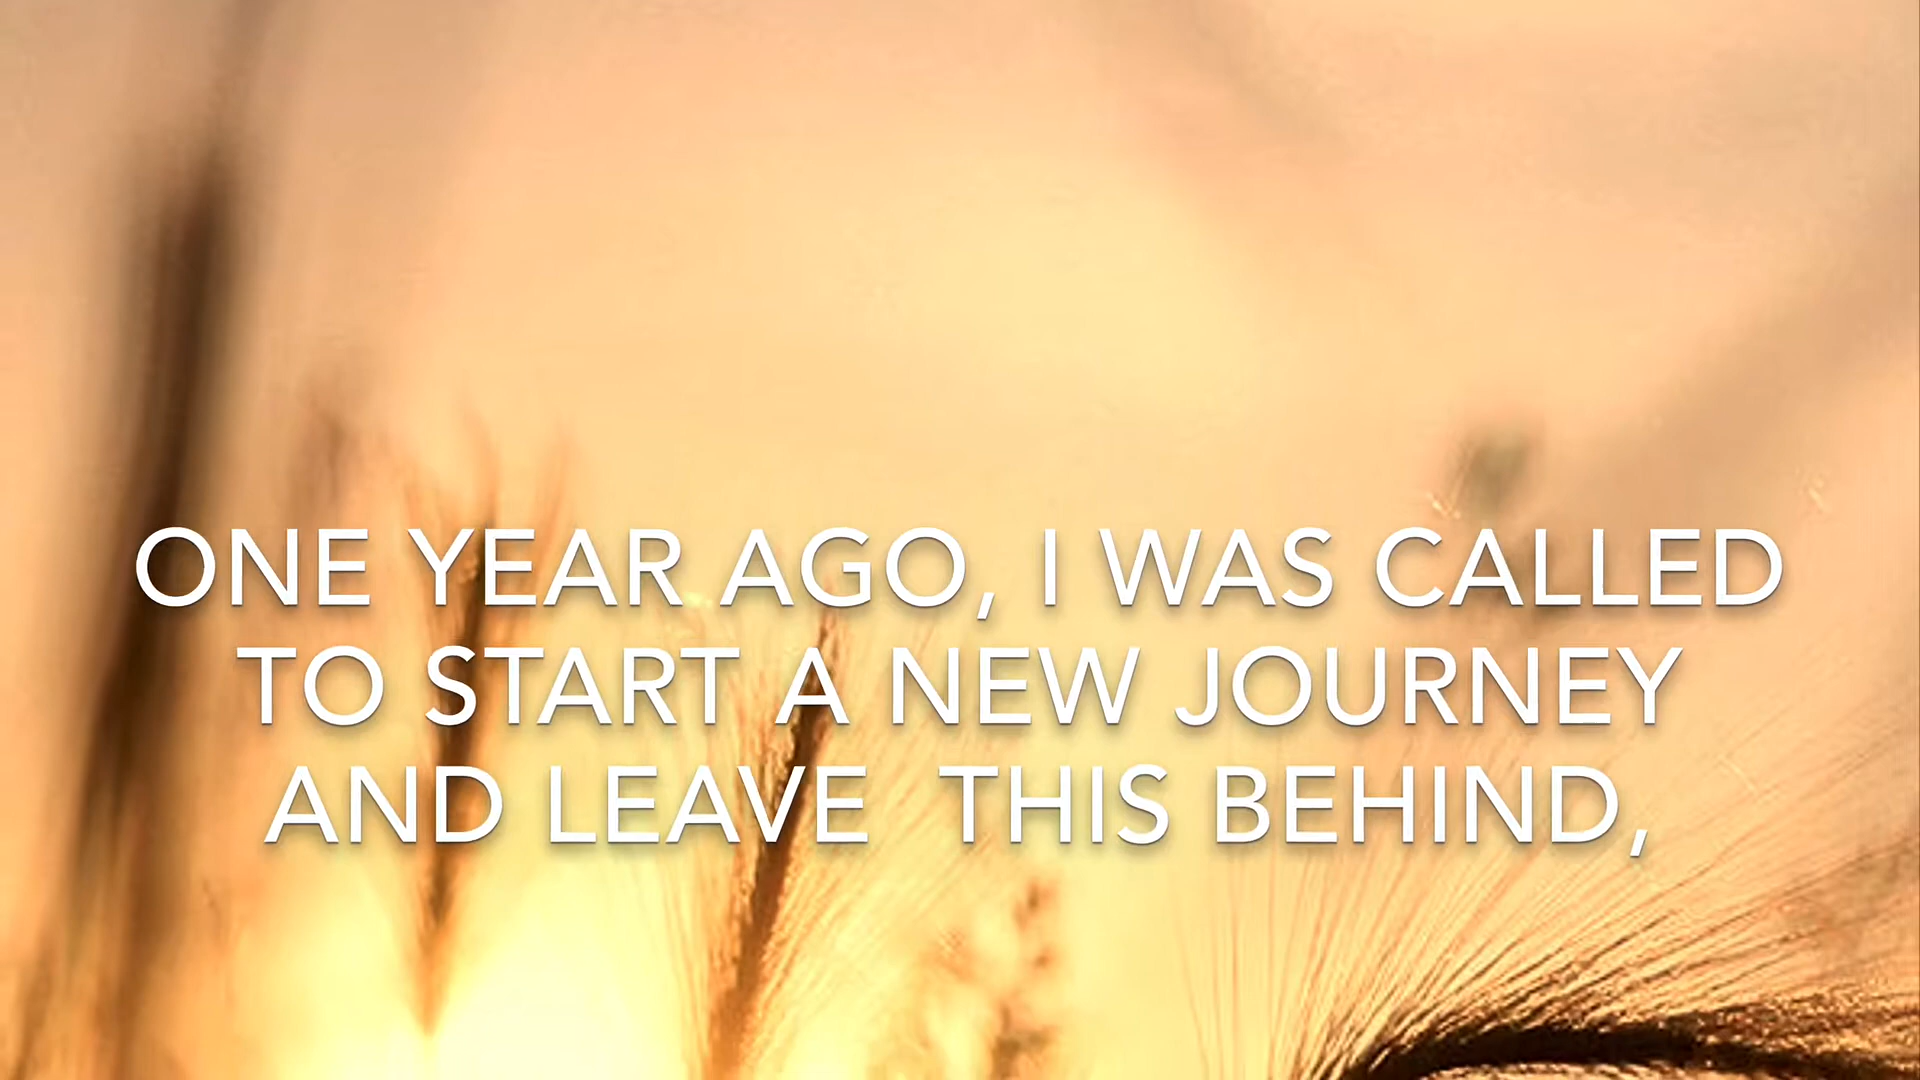 ONE YEAR AGO, I WAS CALLED
TO START A NEW JOURNEY
AND LEAVE  THIS BEHIND,